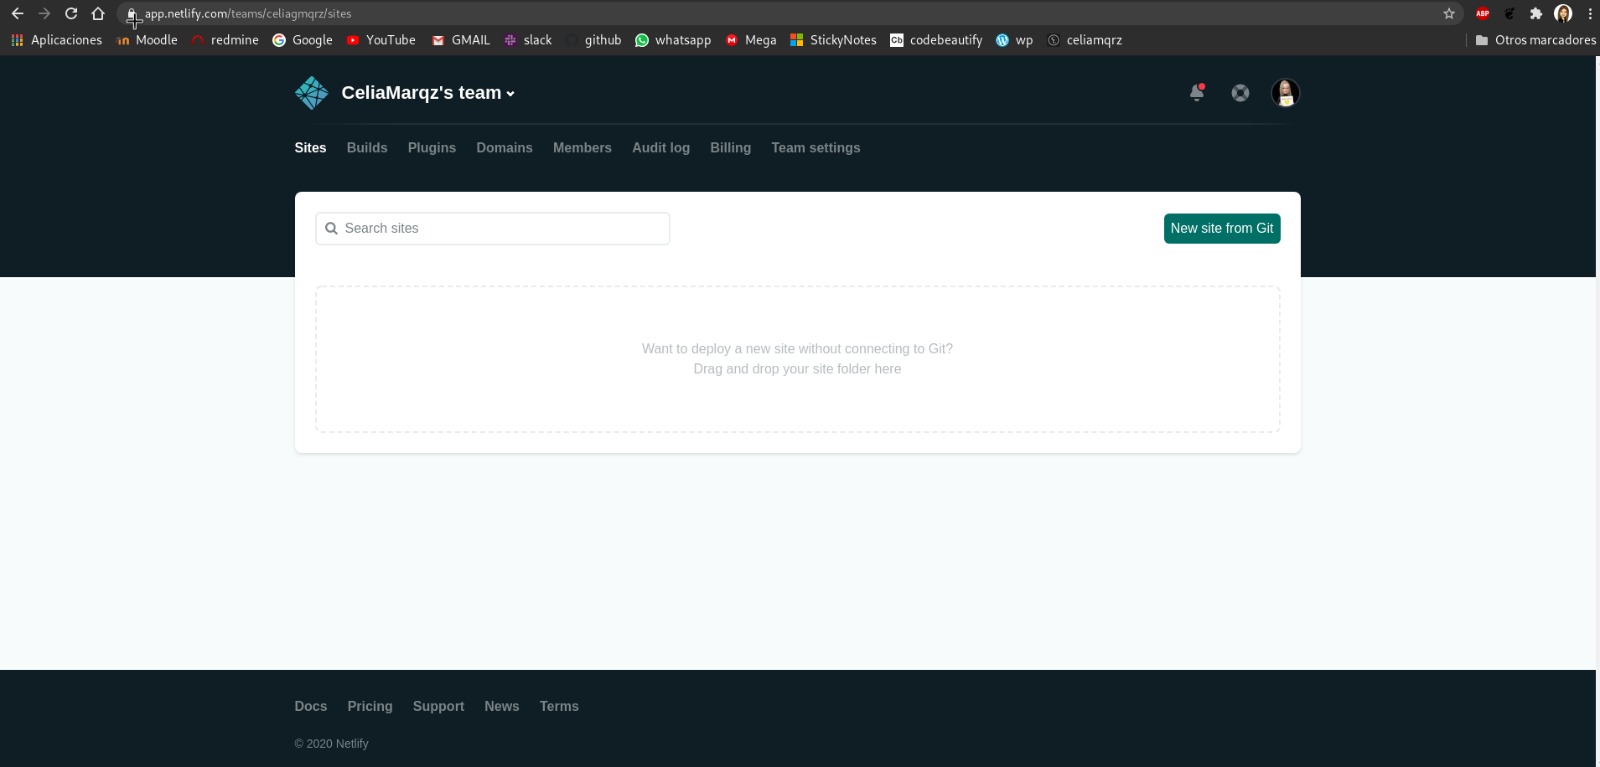 app.netlify.com/teams/celiagmqrz/sites
ABP
Aplicaciones Moodle redmine Google YouTube GMAIL slack github whatsapp Mega Cb StickyNotes codebeautify wp celiamqrz Otros marcadores
CeliaMarqz's team
Sites Builds Plugins Domains Members Audit log Billing Team settings
Search sites
New site from Git
Want to deploy a new site without connecting to Git?
Drag and drop your site folder here
Docs Pricing Support News Terms
© 2020 Netlify